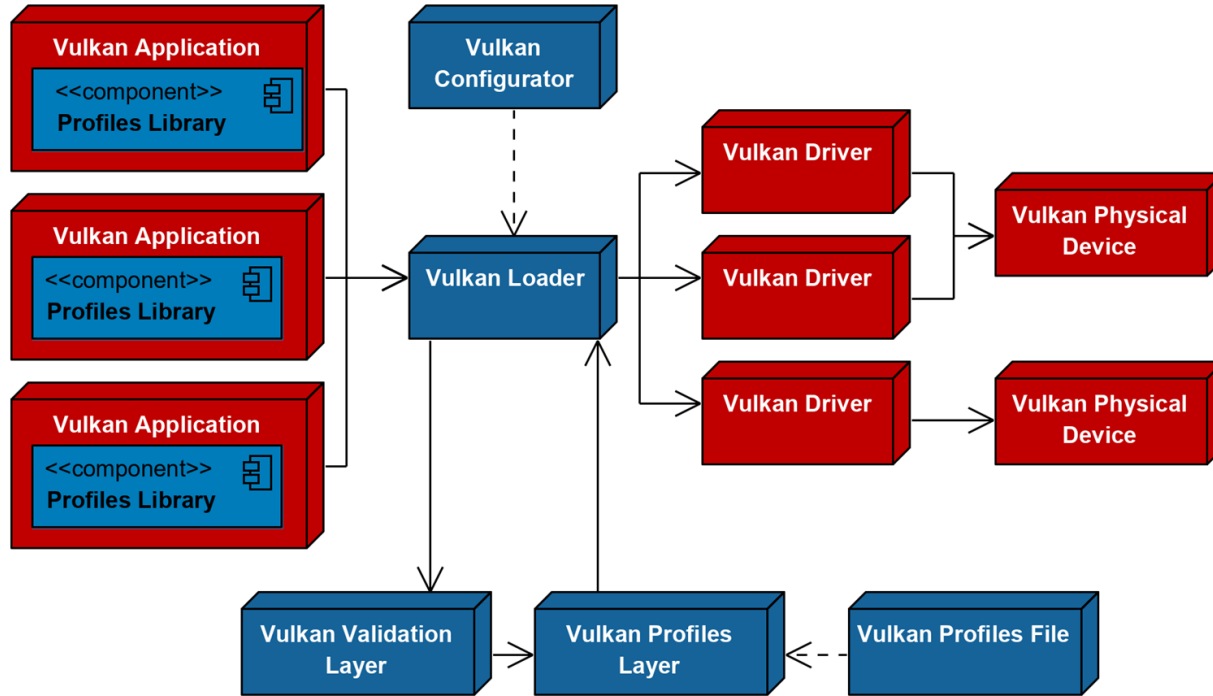 Vulkan Application
<<component>>
Profiles Library
Vulkan Application
<<component>>
Profiles Library
Vulkan Application
<<component>>
Profiles Library
Vulkan
Configurator
Vulkan Loader
Vulkan Driver
Vulkan Driver
Vulkan Driver
Vulkan Physical
Device
Vulkan Physical
Device
Vulkan Validation
Layer
Vulkan Profiles
Layer
Vulkan Profiles File